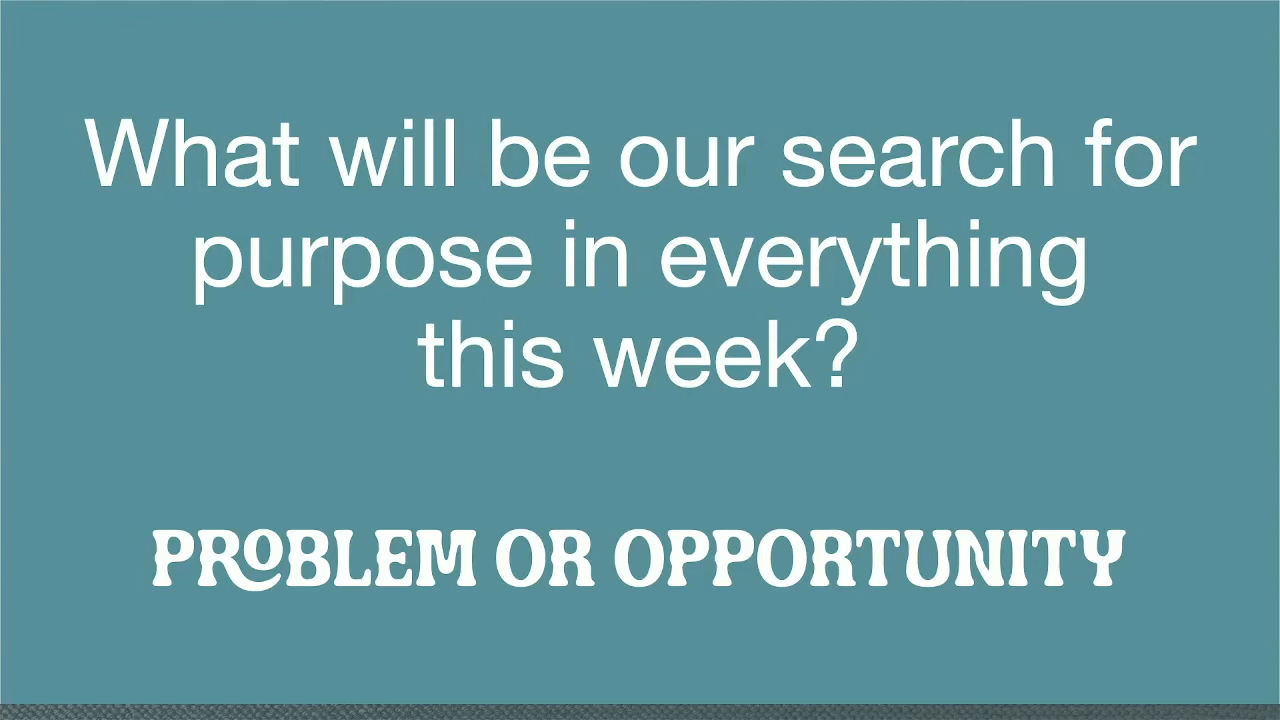 What will be our search for
purpose in everything
this week?
PROBLEM OR OPPORTUNITY